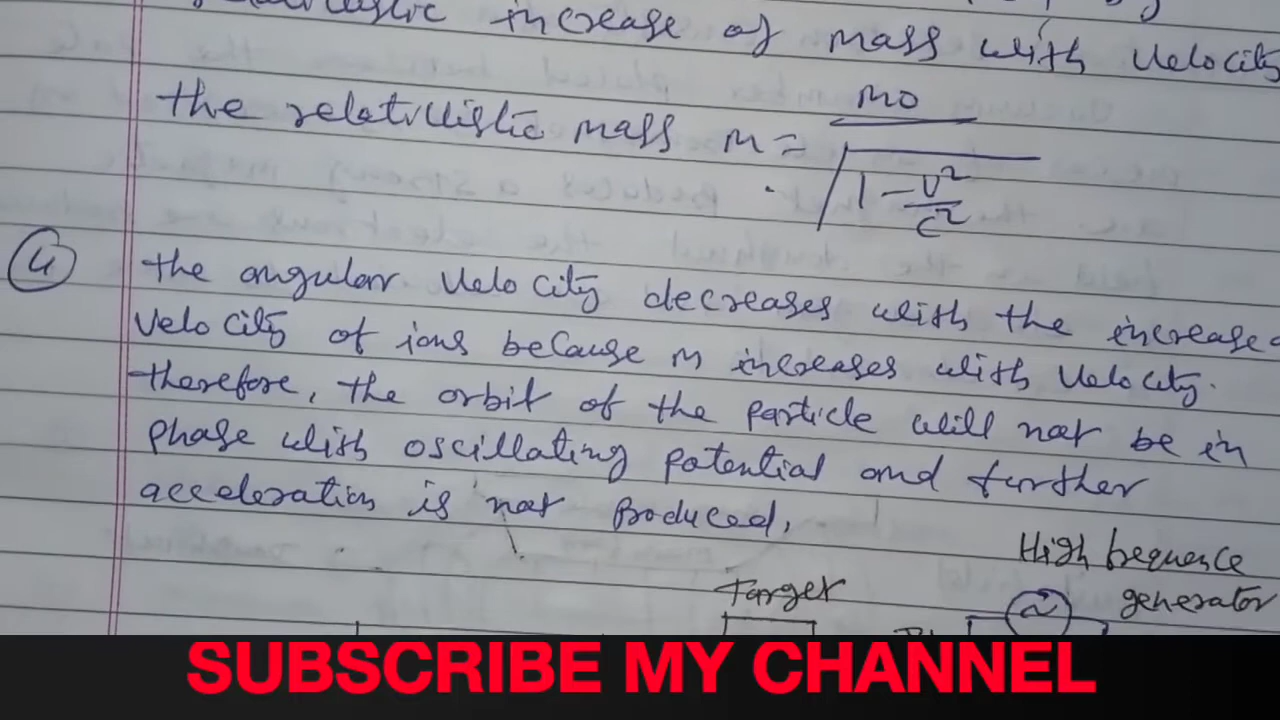 increase of mass with velocity
the relativistic mass m = m0 / √1 - v²/c²
4 the angular velocity decreases with the increase
velocity of ions because m increases with velocity.
therefore, the orbit of the particle will not be in
phase with oscillating potential and further
acceleration is not Produced,
High frequence
generator
Target
SUBSCRIBE MY CHANNEL